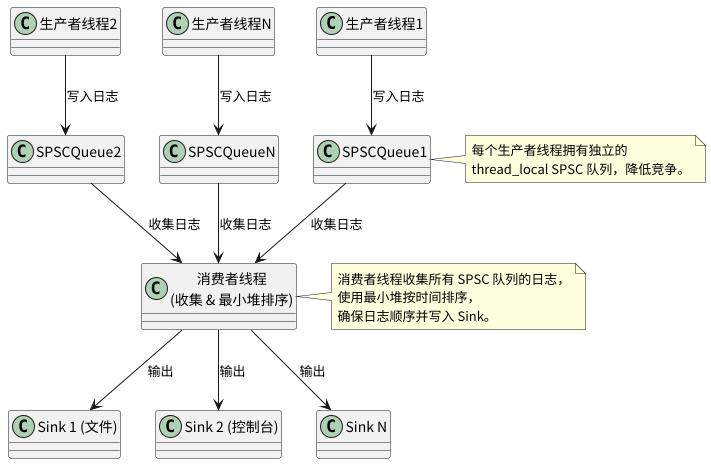 C 生产者线程2
C 生产者线程N
C 生产者线程1
写入日志
写入日志
写入日志
C SPSCQueue2
C SPSCQueueN
C SPSCQueue1
每个生产者线程拥有独立的
thread_local SPSC 队列，降低竞争。
收集日志
收集日志
收集日志
C 消费者线程
(收集 & 最小堆排序)
消费者线程收集所有 SPSC 队列的日志，
使用最小堆按时间排序，
确保日志顺序并写入 Sink。
输出
输出
输出
C Sink 1 (文件)
C Sink 2 (控制台)
C Sink N